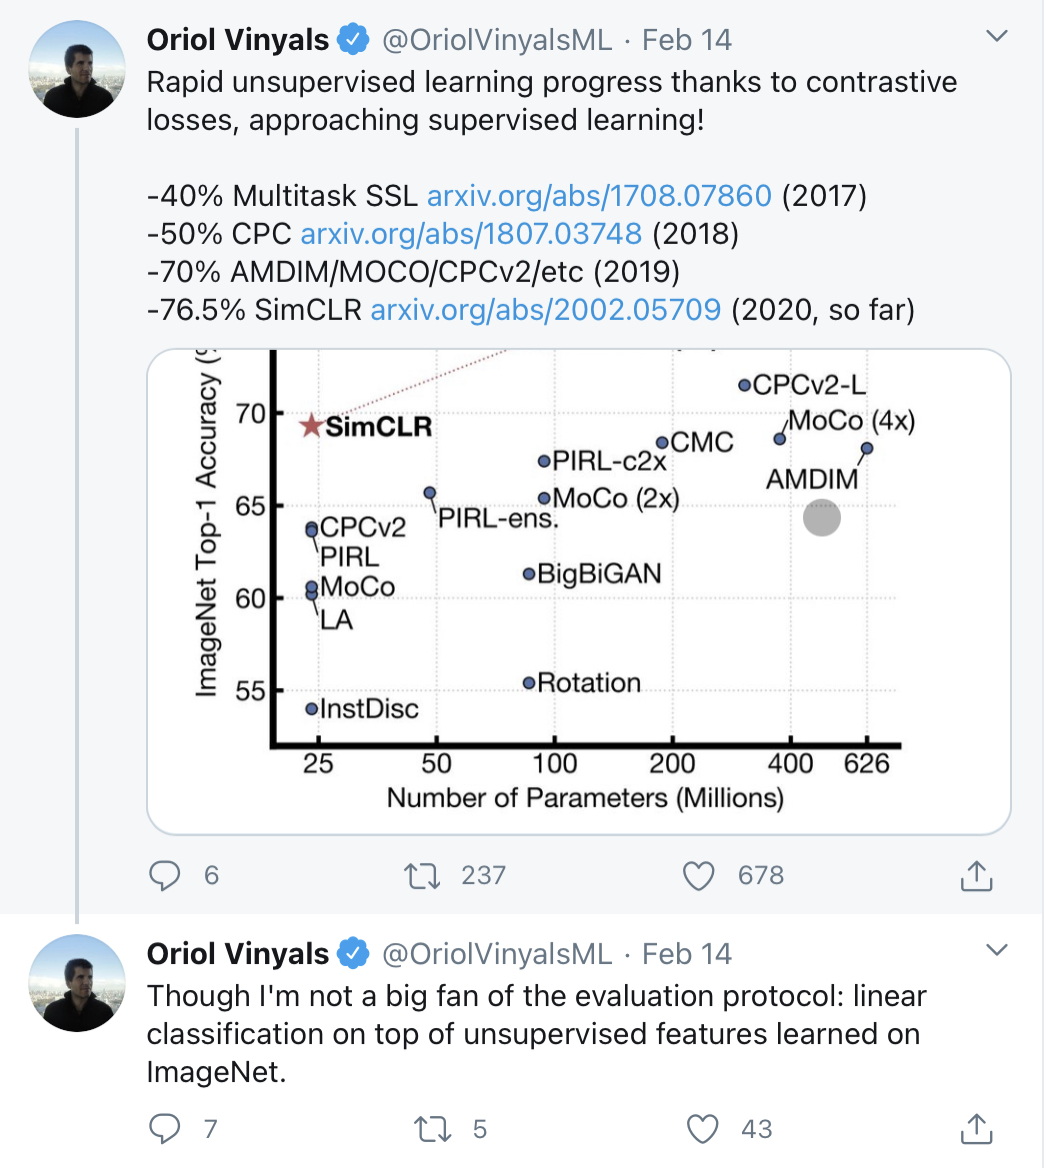 Oriol Vinyals @OriolVinyalsML · Feb 14
Rapid unsupervised learning progress thanks to contrastive
losses, approaching supervised learning!
-40% Multitask SSL arxiv.org/abs/1708.07860 (2017)
-50% CPC arxiv.org/abs/1807.03748 (2018)
-70% AMDIM/MOCO/CPCv2/etc (2019)
-76.5% SimCLR arxiv.org/abs/2002.05709 (2020, so far)
ImageNet Top-1 Accuracy (
70
65
60
55
SimCLR
CPCv2-L
MoCo (4x)
CMC
PIRL-c2x
AMDIM
MoCo (2x)
PIRL-ens.
CPCv2
PIRL
BigBiGAN
MoCo
LA
Rotation
InstDisc
25 50 100 200 400 626
Number of Parameters (Millions)
6 237 678
Oriol Vinyals @OriolVinyalsML · Feb 14
Though I'm not a big fan of the evaluation protocol: linear
classification on top of unsupervised features learned on
ImageNet.
7 5 43